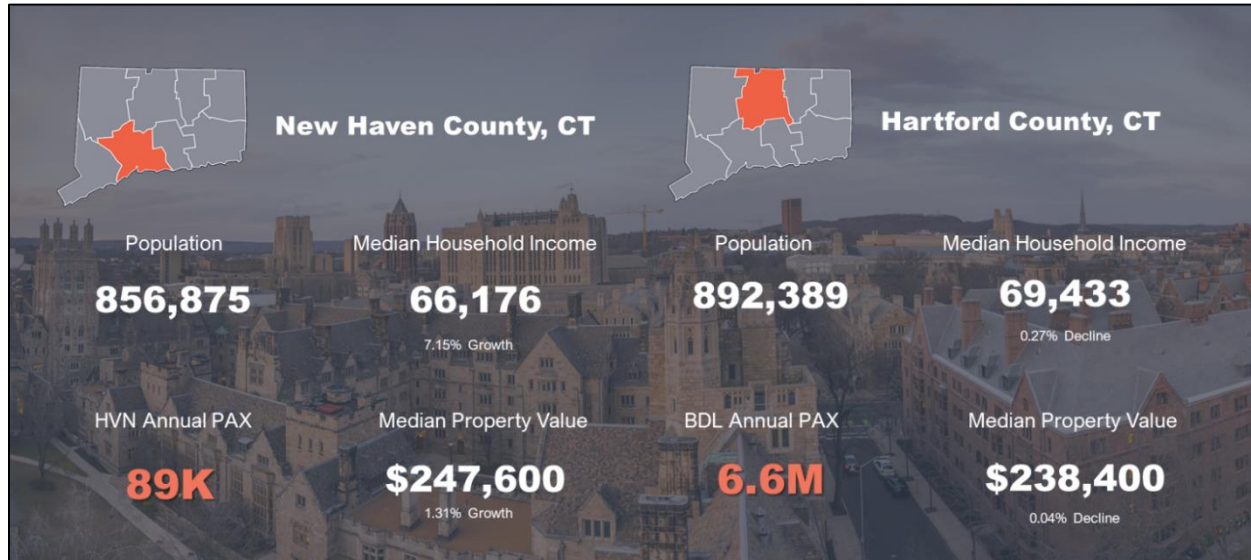 New Haven County, CT
Population
Median Household Income
856,875
66,176
7.15% Growth
HVN Annual PAX
Median Property Value
89K
$247,600
1.31% Growth
Hartford County, CT
Population
Median Household Income
892,389
69,433
0.27% Decline
BDL Annual PAX
Median Property Value
6.6M
$238,400
0.04% Decline